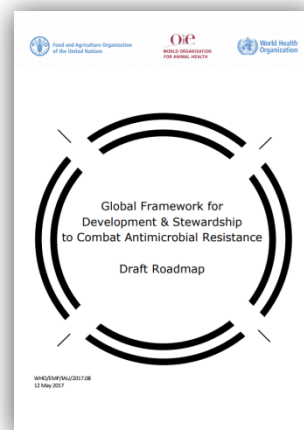 Food and Agriculture Organization
of the United Nations
Oie
WORLD ORGANISATION
FOR ANIMAL HEALTH
World Health
Organization
Global Framework for
Development & Stewardship
to Combat Antimicrobial Resistance
Draft Roadmap
WHO/EMP/IAU/2017.08
12 May 2017